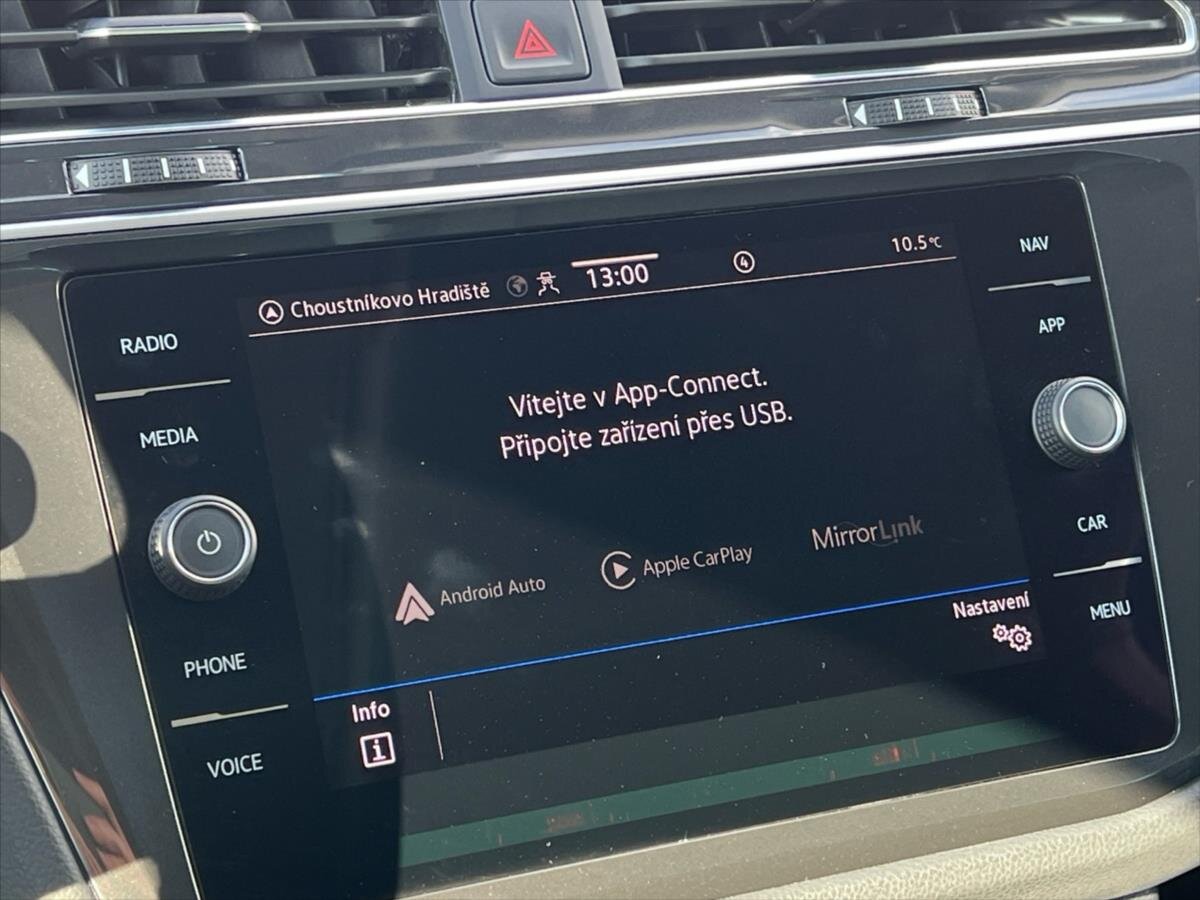 Choustníkovo Hradiště 13:00 4 10.5°C
NAV
RADIO
APP
MEDIA
Vítejte v App-Connect.
Připojte zařízení přes USB.
Android Auto Apple CarPlay MirrorLink
CAR
Nastavení
MENU
PHONE
Info
i
VOICE